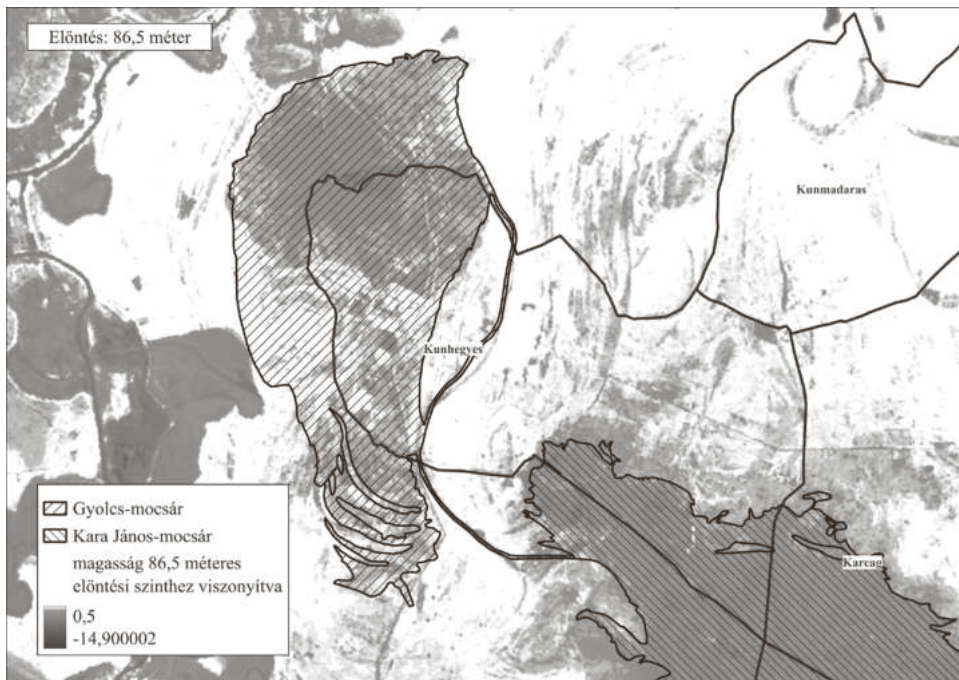 Elöntés: 86,5 méter
Kunmadaras
Kunhegyes
Karcag
Gyolcs-mocsár
Kara János-mocsár
magasság 86,5 méteres
elöntési szinthez viszonyítva
0,5
-14,900002